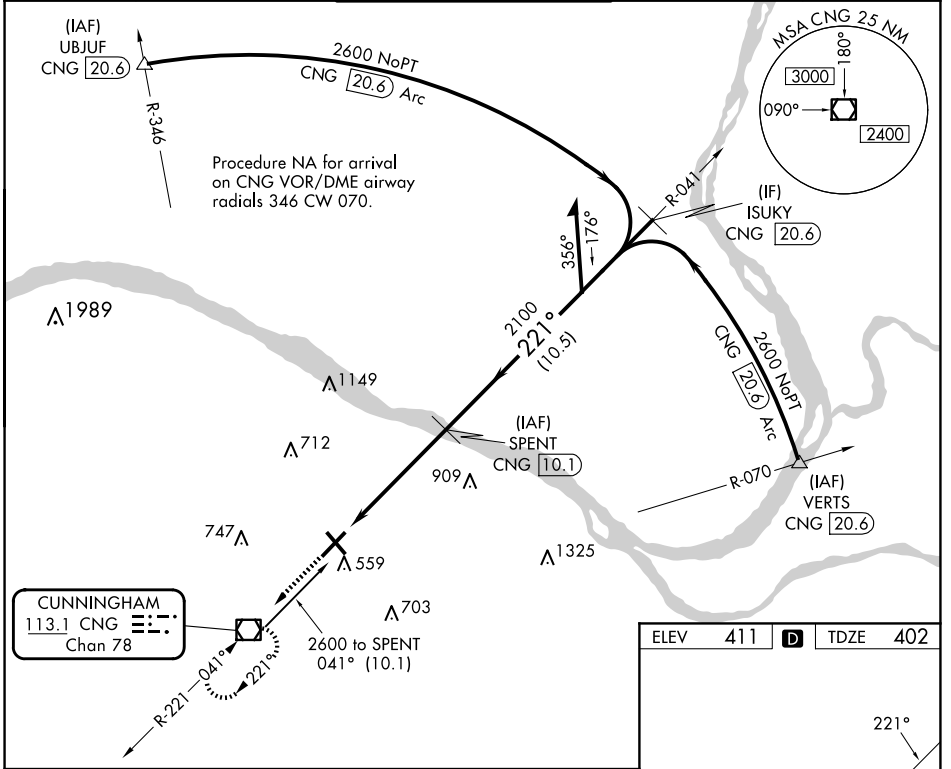 (IAF)
UBJUF
CNG 20.6
2600 NoPT
CNG 20.6 Arc
R-346
MSA CNG 25 NM
180°
3000
090°
2400
Procedure NA for arrival
on CNG VOR/DME airway
radials 346 CW 070.
R-041
(IF)
ISUKY
CNG 20.6
356°
176°
1989
2100
221°
(10.5)
2600 NoPT
CNG 20.6 Arc
1149
(IAF)
SPENT
CNG 10.1
712
909
R-070
(IAF)
VERTS
CNG 20.6
747
559
1325
CUNNINGHAM
113.1 CNG
Chan 78
703
2600 to SPENT
041° (10.1)
R-221
041°
221°
ELEV 411 D TDZE 402
221°